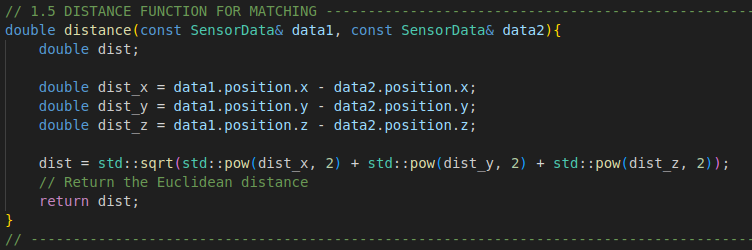 // 1.5 DISTANCE FUNCTION FOR MATCHING ---------------------------------------------------
double distance(const SensorData& data1, const SensorData& data2){
    double dist;

    double dist_x = data1.position.x - data2.position.x;
    double dist_y = data1.position.y - data2.position.y;
    double dist_z = data1.position.z - data2.position.z;

    dist = std::sqrt(std::pow(dist_x, 2) + std::pow(dist_y, 2) + std::pow(dist_z, 2));
    // Return the Euclidean distance
    return dist;
}
// ---------------------------------------------------------------------------------------